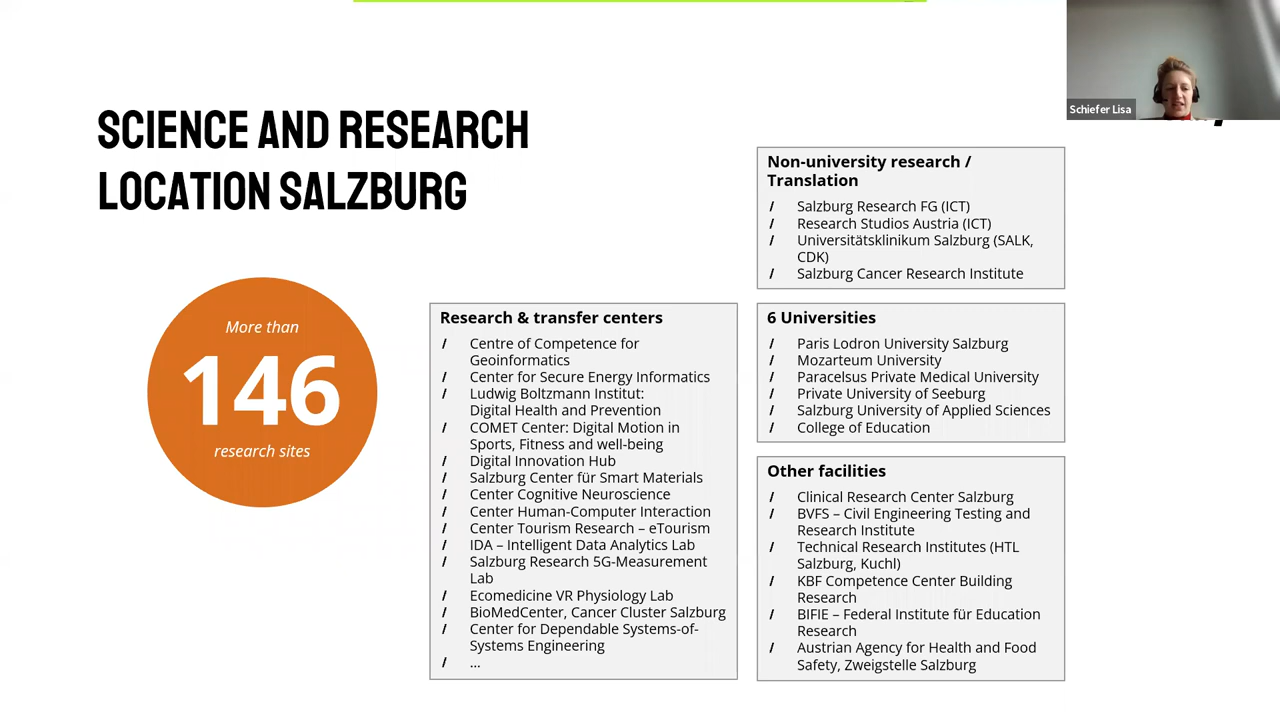 Schiefer Lisa
SCIENCE AND RESEARCH
LOCATION SALZBURG
More than
146
research sites
Research & transfer centers
/ Centre of Competence for
Geoinformatics
/ Center for Secure Energy Informatics
/ Ludwig Boltzmann Institut:
Digital Health and Prevention
/ COMET Center: Digital Motion in
Sports, Fitness and well-being
/ Digital Innovation Hub
/ Salzburg Center für Smart Materials
/ Center Cognitive Neuroscience
/ Center Human-Computer Interaction
/ Center Tourism Research – eTourism
/ IDA – Intelligent Data Analytics Lab
/ Salzburg Research 5G-Measurement
Lab
/ Ecomedicine VR Physiology Lab
/ BioMedCenter, Cancer Cluster Salzburg
/ Center for Dependable Systems-of-
Systems Engineering
/ ...
Non-university research /
Translation
/ Salzburg Research FG (ICT)
/ Research Studios Austria (ICT)
/ Universitätsklinikum Salzburg (SALK,
CDK)
/ Salzburg Cancer Research Institute
6 Universities
/ Paris Lodron University Salzburg
/ Mozarteum University
/ Paracelsus Private Medical University
/ Private University of Seeburg
/ Salzburg University of Applied Sciences
/ College of Education
Other facilities
/ Clinical Research Center Salzburg
/ BVFS – Civil Engineering Testing and
Research Institute
/ Technical Research Institutes (HTL
Salzburg, Kuchl)
/ KBF Competence Center Building
Research
/ BIFIE – Federal Institute für Education
Research
/ Austrian Agency for Health and Food
Safety, Zweigstelle Salzburg